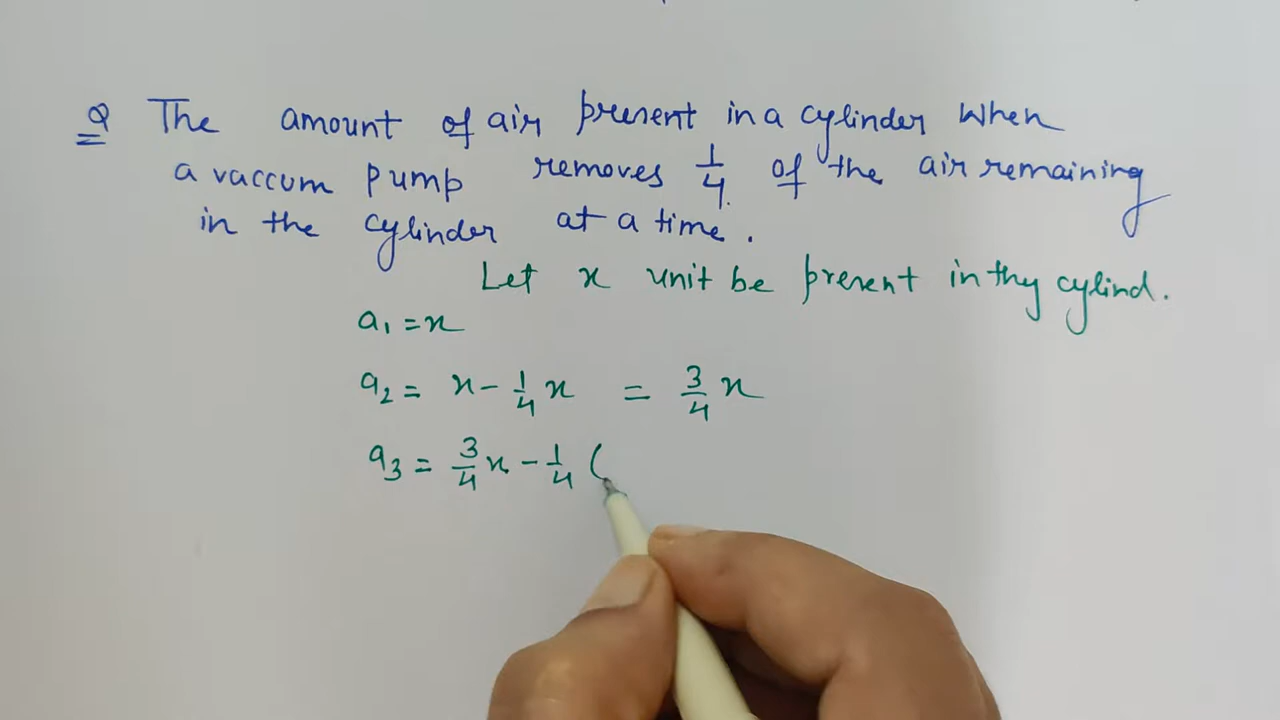 Q The amount of air present in a cylinder when
a vaccum pump removes 1/4 of the air remaining
in the cylinder at a time.
Let x unit be present in thy cylind.
a₁ = x
a₂ = x - 1/4 x = 3/4 x
a₃ = 3/4 x - 1/4 (